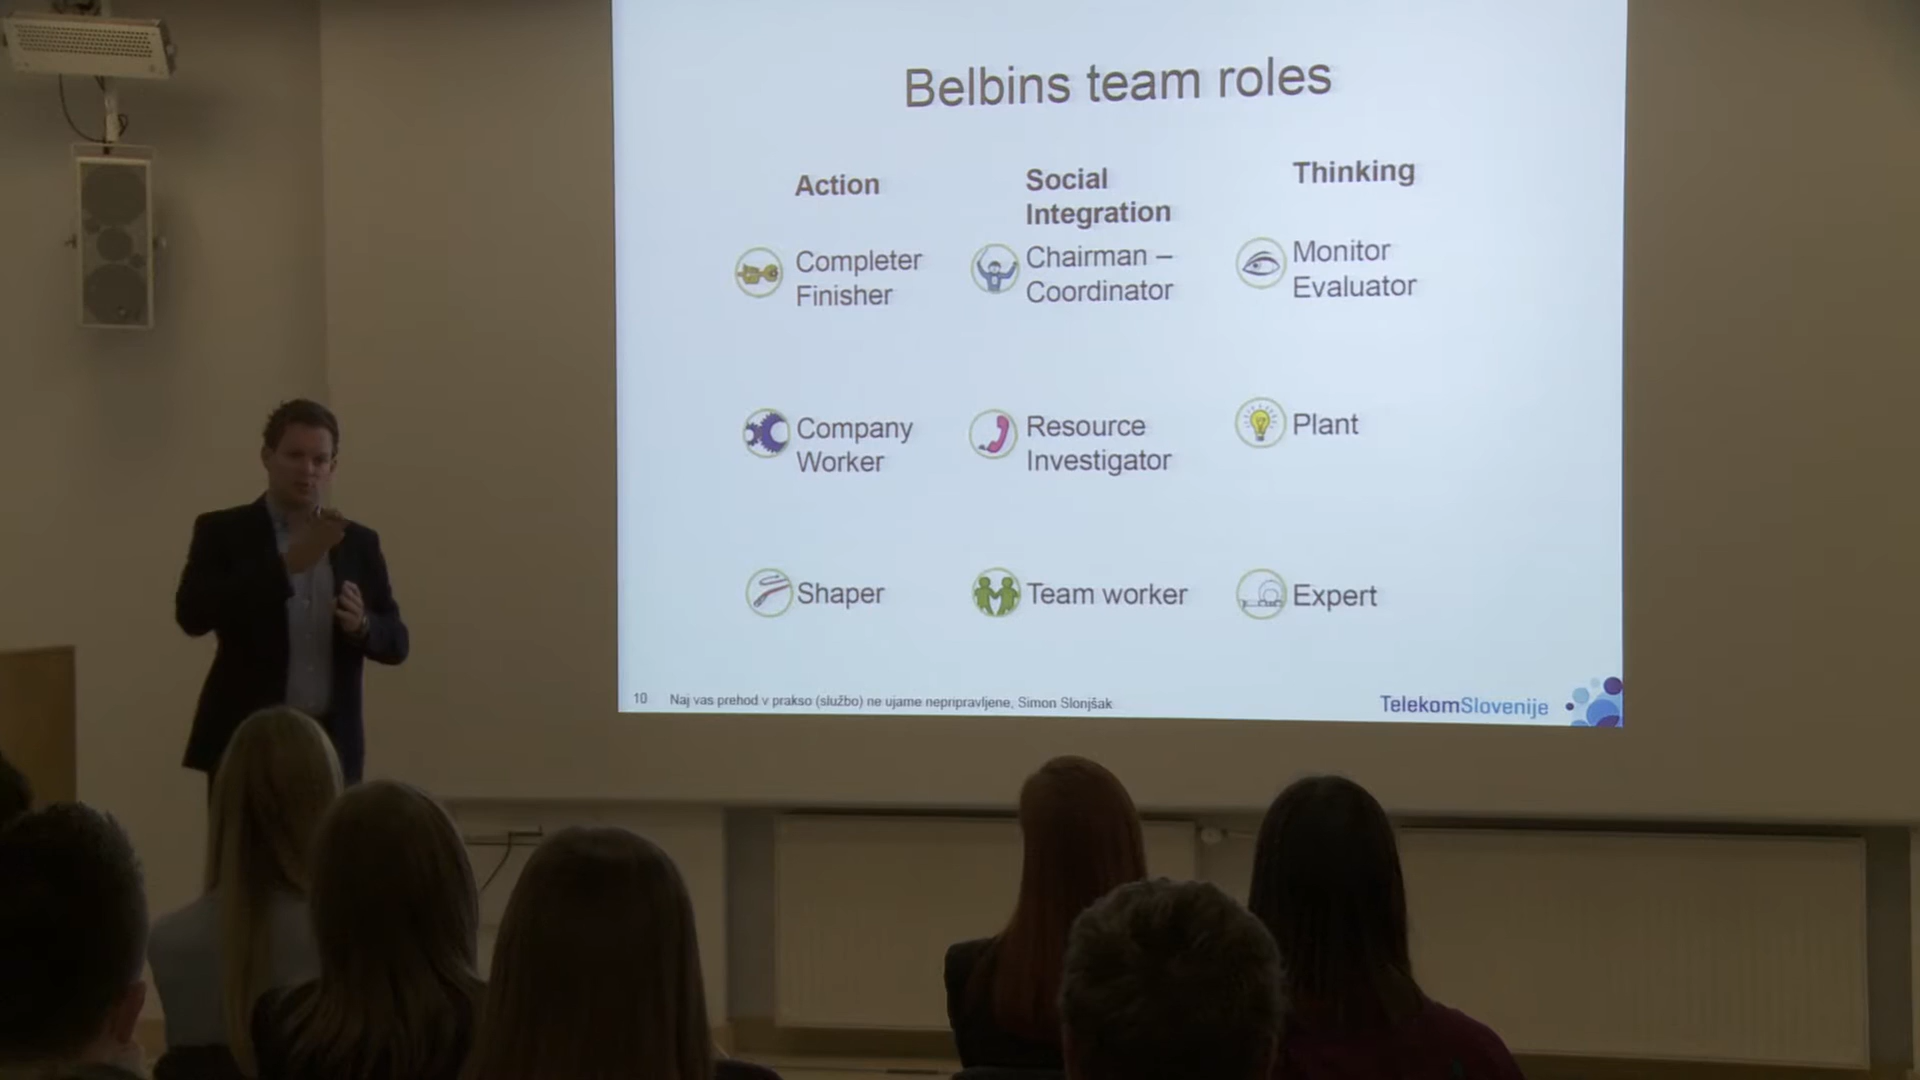 Belbins team roles
Action
Completer
Finisher
Company
Worker
Shaper
Social
Integration
Chairman –
Coordinator
Resource
Investigator
Team worker
Thinking
Monitor
Evaluator
Plant
Expert
10 Naj vas prehod v prakso (službo) ne ujame nepripravljene, Simon Slonjšak
TelekomSlovenije